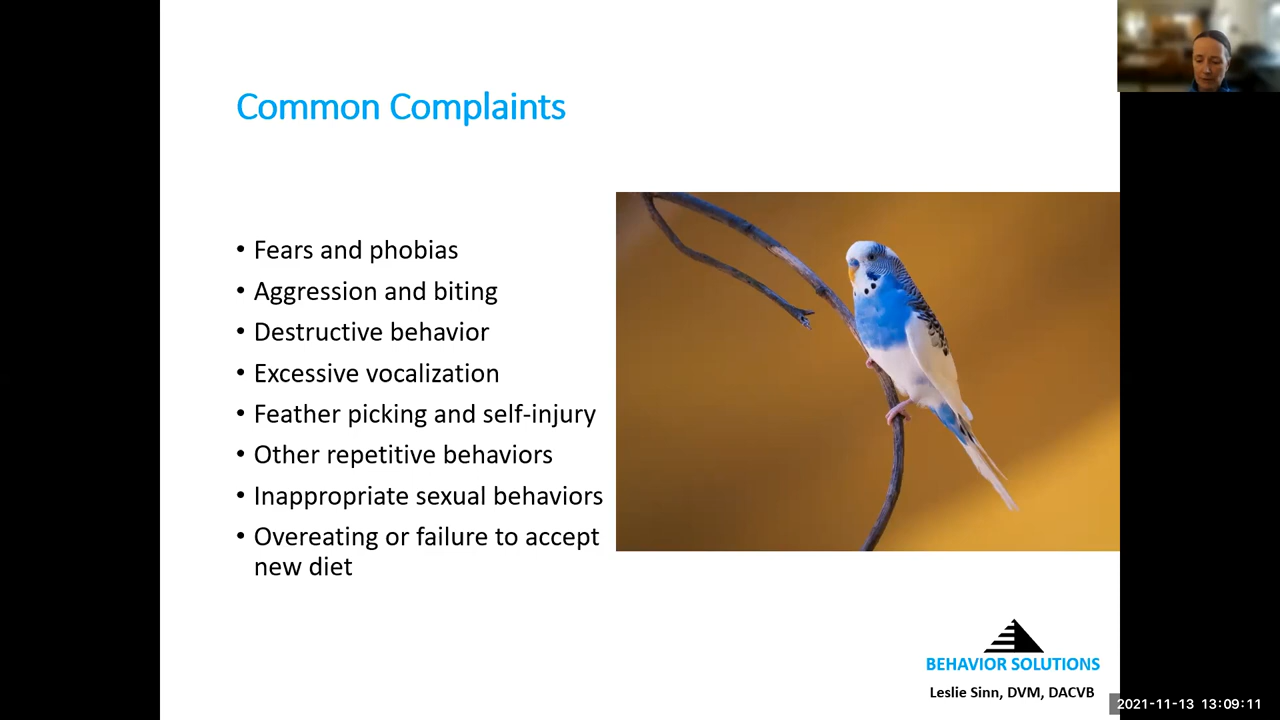 Common Complaints
• Fears and phobias
• Aggression and biting
• Destructive behavior
• Excessive vocalization
• Feather picking and self-injury
• Other repetitive behaviors
• Inappropriate sexual behaviors
• Overeating or failure to accept
new diet
BEHAVIOR SOLUTIONS
Leslie Sinn, DVM, DACVB
2021-11-13 13:09:11